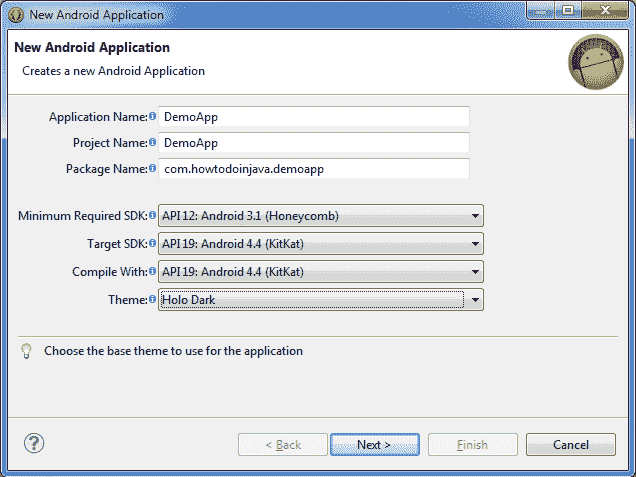 New Android Application
New Android Application
Creates a new Android Application
Application Name: DemoApp
Project Name: DemoApp
Package Name: com.howtodoinjava.demoapp
Minimum Required SDK: API 12: Android 3.1 (Honeycomb)
Target SDK: API 19: Android 4.4 (KitKat)
Compile With: API 19: Android 4.4 (KitKat)
Theme: Holo Dark
Choose the base theme to use for the application
? < Back Next > Finish Cancel